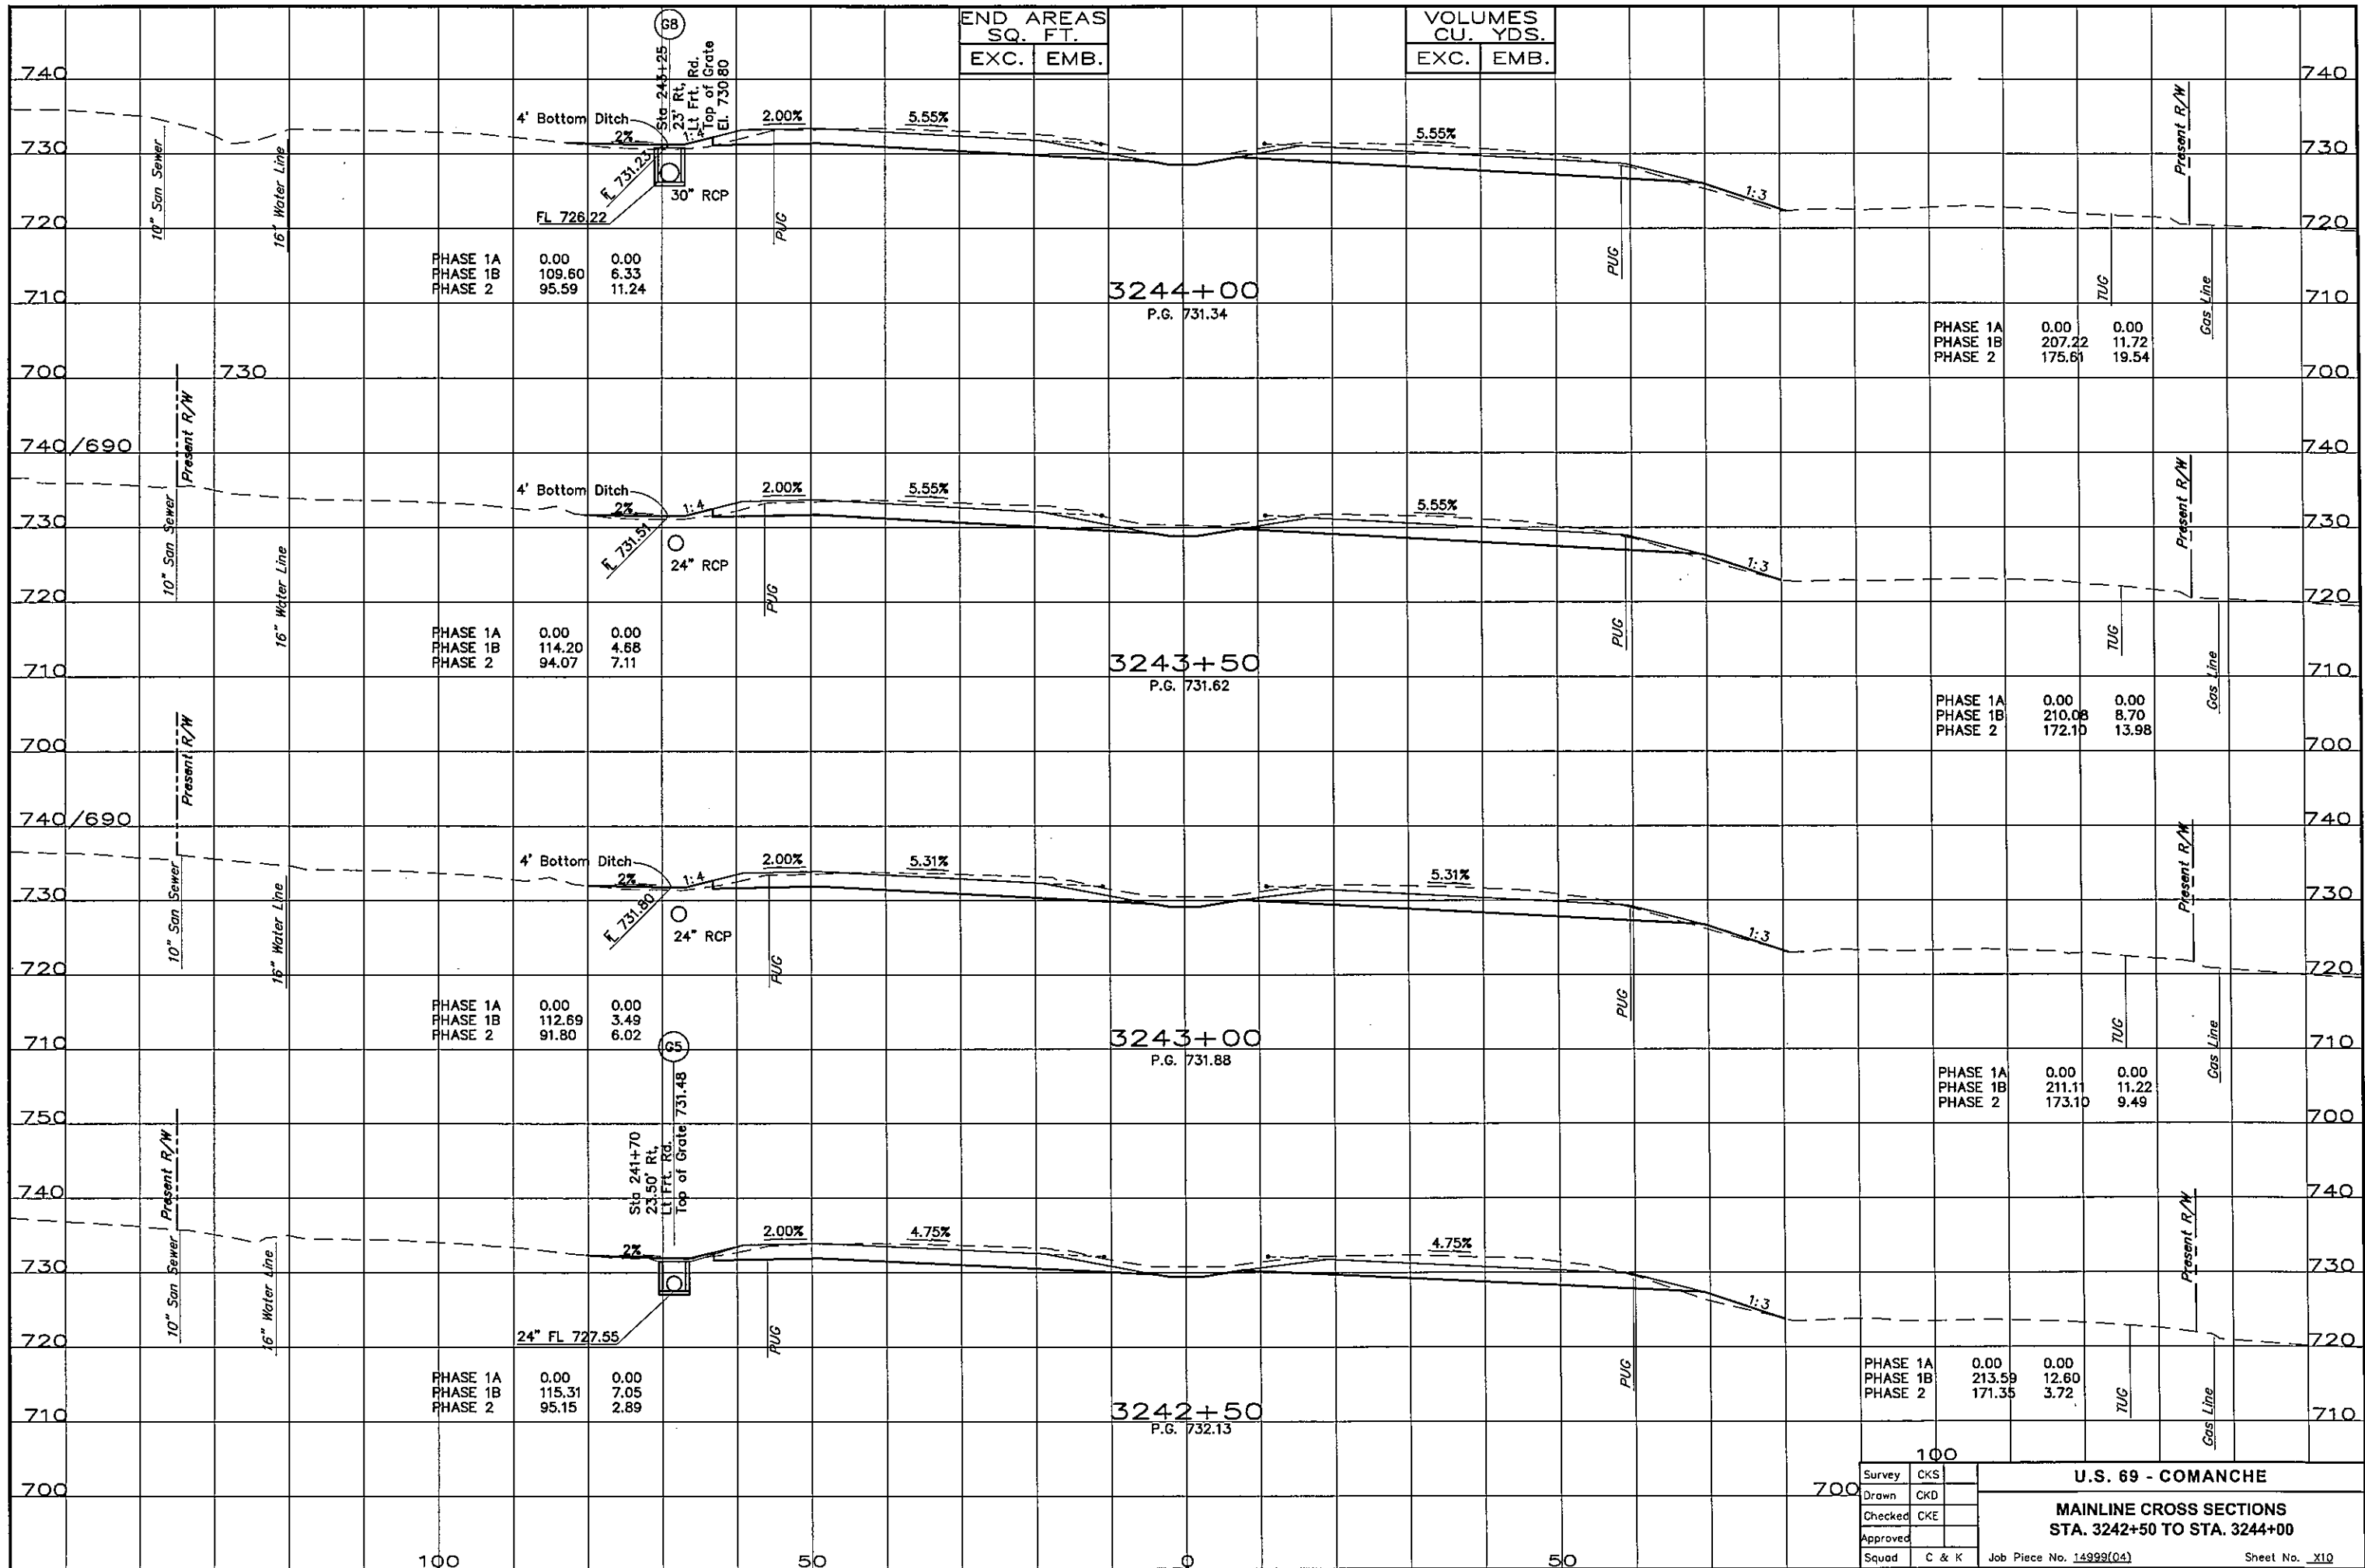 END AREAS
SQ. FT.
EXC. EMB.
VOLUMES
CU. YDS.
EXC. EMB.
G8
Sta 243+25
23' Rt,
Lt Frt. Rd.
Top of Grate
El. 730.80
740
740
4' Bottom Ditch
2%
1:4
2.00%
5.55%
5.55%
1:3
730
730
10" San Sewer
16" Water Line
FL 731.23
30" RCP
FL 726.22
PUG
PUG
TUG
Gas Line
Present R/W
720
720
PHASE 1A 0.00 0.00
PHASE 1B 109.60 6.33
PHASE 2 95.59 11.24
710
710
3244+00
P.G. 731.34
PHASE 1A 0.00 0.00
PHASE 1B 207.22 11.72
PHASE 2 175.61 19.54
700
730
700
Present R/W
740/690
740
4' Bottom Ditch
2%
1:4
2.00%
5.55%
5.55%
1:3
730
730
10" San Sewer
16" Water Line
FL 731.51
24" RCP
PUG
PUG
TUG
Gas Line
Present R/W
720
720
PHASE 1A 0.00 0.00
PHASE 1B 114.20 4.68
PHASE 2 94.07 7.11
710
710
3243+50
P.G. 731.62
PHASE 1A 0.00 0.00
PHASE 1B 210.08 8.70
PHASE 2 172.10 13.98
700
700
Present R/W
740/690
740
4' Bottom Ditch
2%
1:4
2.00%
5.31%
5.31%
1:3
730
730
10" San Sewer
16" Water Line
FL 731.80
24" RCP
PUG
PUG
TUG
Gas Line
Present R/W
720
720
PHASE 1A 0.00 0.00
PHASE 1B 112.69 3.49
PHASE 2 91.80 6.02
710
710
3243+00
P.G. 731.88
PHASE 1A 0.00 0.00
PHASE 1B 211.11 11.22
PHASE 2 173.10 9.49
G5
Sta 241+70
23.50' Rt,
Lt Frt. Rd.
Top of Grate 731.48
750
700
Present R/W
740
740
2%
2.00%
4.75%
4.75%
1:3
730
730
10" San Sewer
16" Water Line
24" FL 727.55
PUG
PUG
TUG
Gas Line
Present R/W
720
720
PHASE 1A 0.00 0.00
PHASE 1B 115.31 7.05
PHASE 2 95.15 2.89
710
710
3242+50
P.G. 732.13
PHASE 1A 0.00 0.00
PHASE 1B 213.59 12.60
PHASE 2 171.35 3.72
100
700
700
100
50
0
50
Survey CKS
Drawn CKD
Checked CKE
Approved
Squad C & K
U.S. 69 - COMANCHE
MAINLINE CROSS SECTIONS
STA. 3242+50 TO STA. 3244+00
Job Piece No. 14999(04)
Sheet No. X10